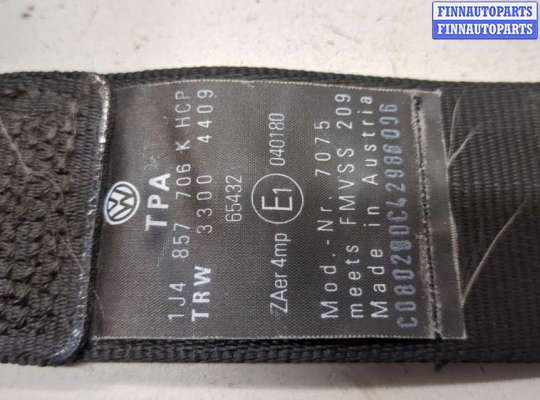 FINNAUTOPARTS
FINNAUTOPARTS
TPA
1J4 857 706 K HCP
TRW 3300 4409
65432
ZAer 4mp E1 040180
Mod.-Nr. 7075
meets FMVSS 209
Made in Austria
C080280C42986096